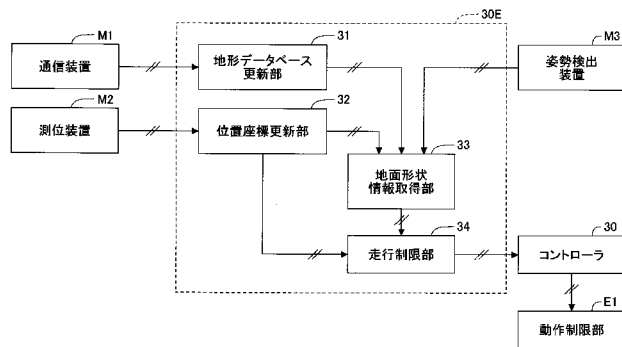 30E
M1
通信装置
31
地形データベース
更新部
M3
姿勢検出
装置
M2
測位装置
32
位置座標更新部
33
地面形状
情報取得部
34
走行制限部
30
コントローラ
E1
動作制限部